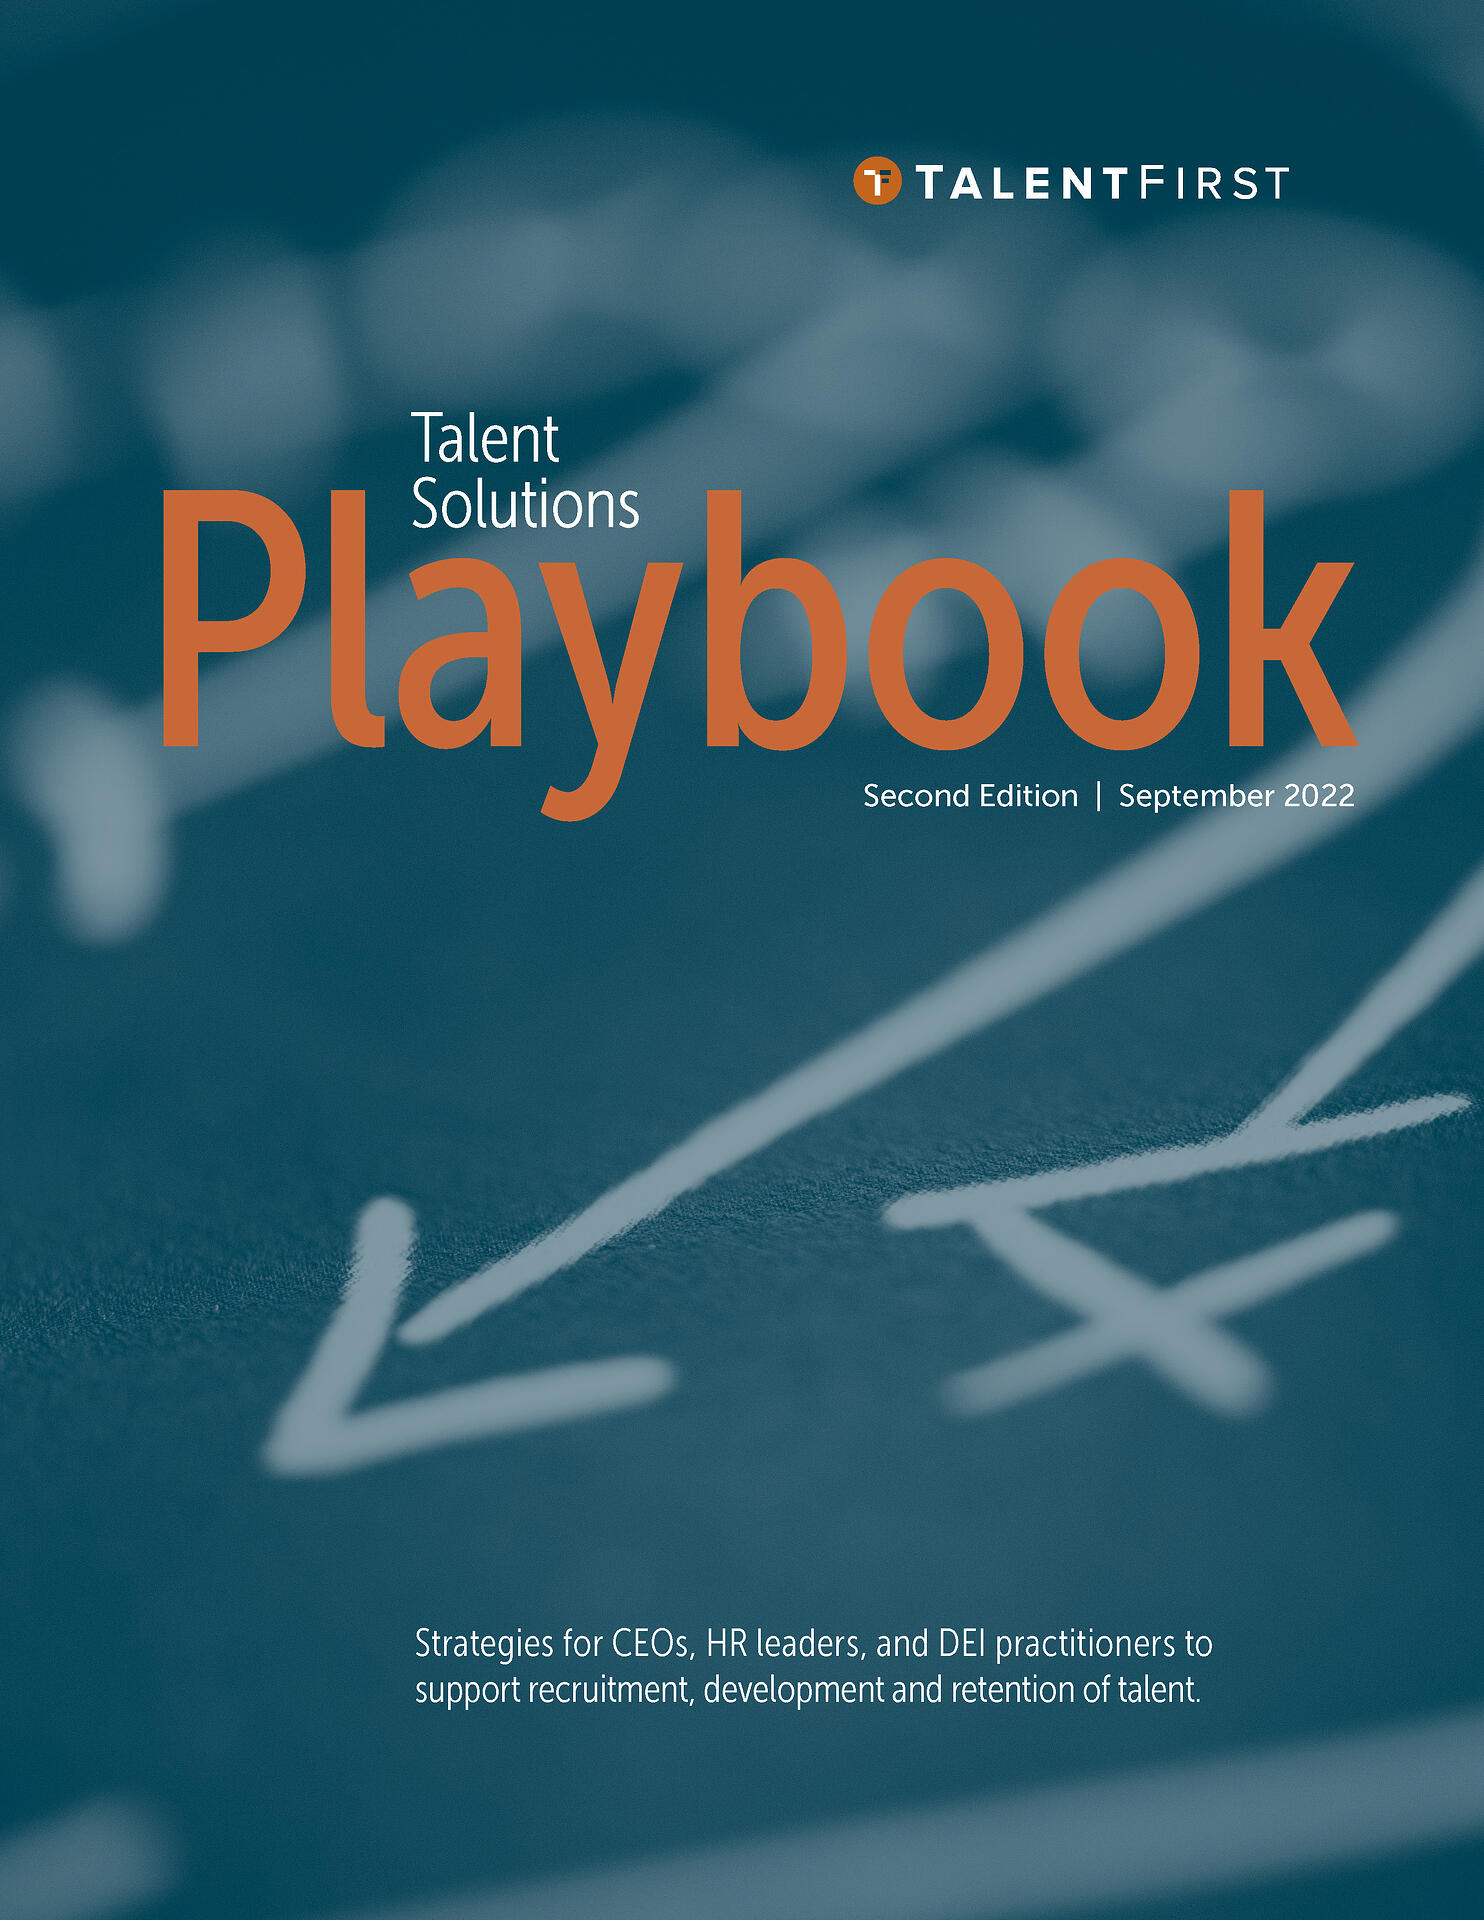 TF TALENTFIRST
Talent
Solutions
Playbook
Second Edition | September 2022
Strategies for CEOs, HR leaders, and DEI practitioners to
support recruitment, development and retention of talent.